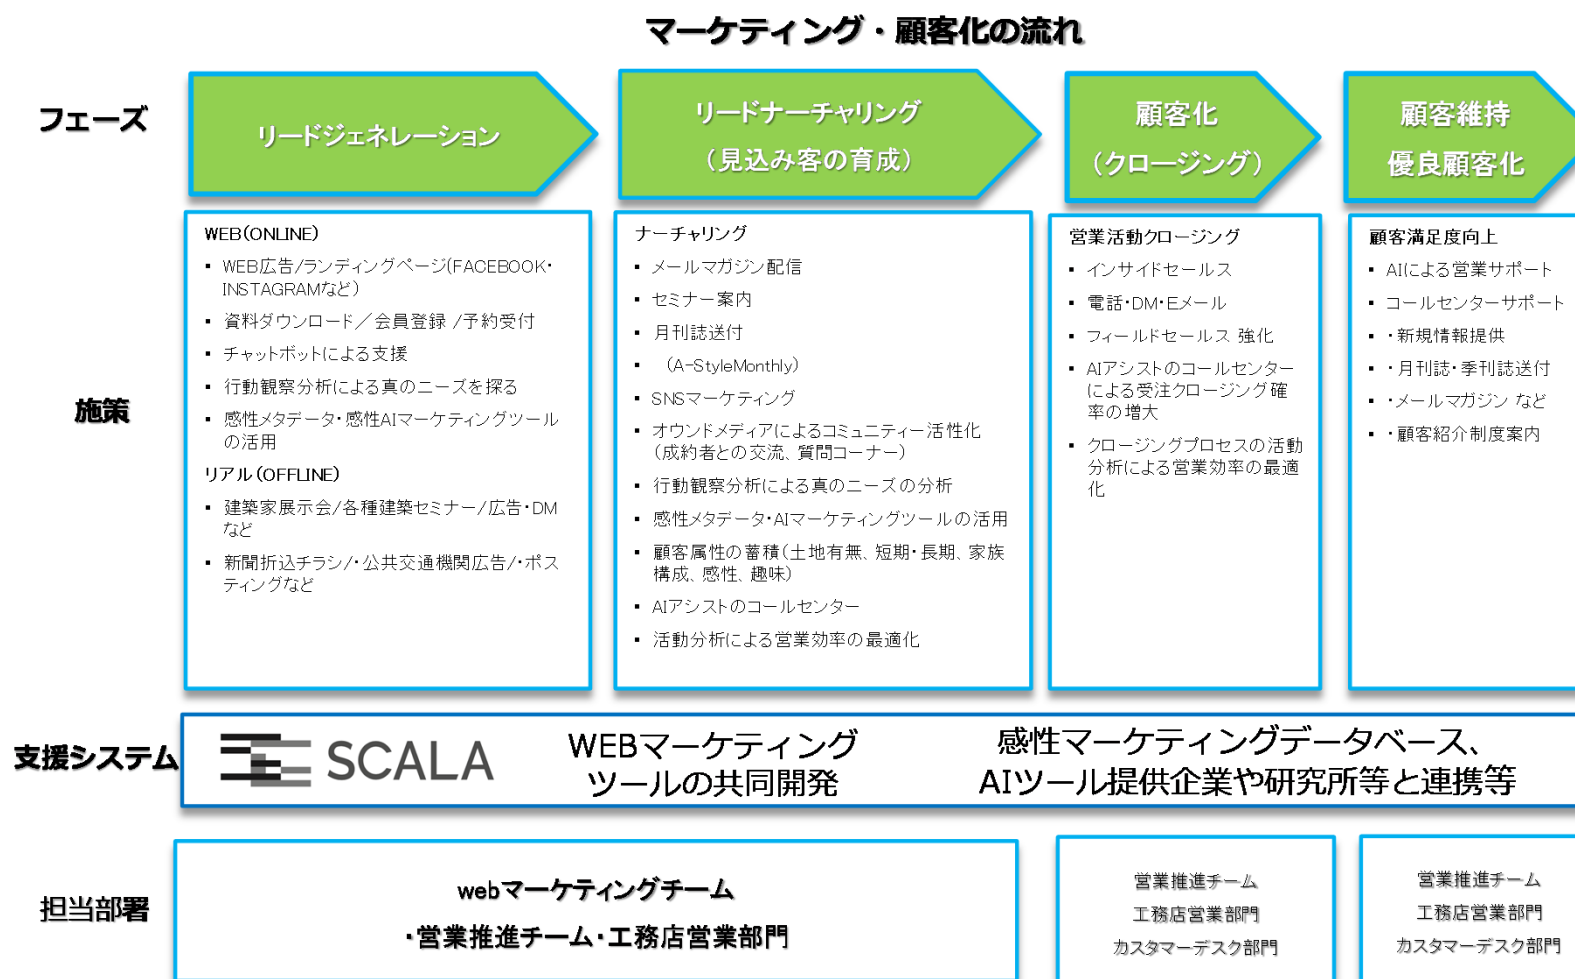 マーケティング・顧客化の流れ
フェーズ
リードジェネレーション
リードナーチャリング
（見込み客の育成）
顧客化
（クロージング）
顧客維持
優良顧客化
施策
WEB(ONLINE)
▪ WEB広告/ランディングページ(FACEBOOK・
INSTAGRAMなど)
▪ 資料ダウンロード／会員登録 /予約受付
▪ チャットボットによる支援
▪ 行動観察分析による真のニーズを探る
▪ 感性メタデータ・感性AIマーケティングツール
の活用
リアル(OFFLINE)
▪ 建築家展示会/各種建築セミナー/広告・DM
など
▪ 新聞折込チラシ/・公共交通機関広告/・ポス
ティングなど
ナーチャリング
▪ メールマガジン配信
▪ セミナー案内
▪ 月刊誌送付
▪ （A-StyleMonthly）
▪ SNSマーケティング
▪ オウンドメディアによるコミュニティー活性化
（成約者との交流、質問コーナー）
▪ 行動観察分析による真のニーズの分析
▪ 感性メタデータ・AIマーケティングツールの活用
▪ 顧客属性の蓄積（土地有無、短期・長期、家族
構成、感性、趣味）
▪ AIアシストのコールセンター
▪ 活動分析による営業効率の最適化
営業活動クロージング
▪ インサイドセールス
▪ 電話・DM・Eメール
▪ フィールドセールス 強化
▪ AIアシストのコールセンター
による受注クロージング確
率の増大
▪ クロージングプロセスの活動
分析による営業効率の最適
化
顧客満足度向上
▪ AIによる営業サポート
▪ コールセンターサポート
▪ ・新規情報提供
▪ ・月刊誌・季刊誌送付
▪ ・メールマガジン など
▪ ・顧客紹介制度案内
支援システム
SCALA
WEBマーケティング
ツールの共同開発
感性マーケティングデータベース、
AIツール提供企業や研究所等と連携等
担当部署
webマーケティングチーム
・営業推進チーム・工務店営業部門
営業推進チーム
工務店営業部門
カスタマーデスク部門
営業推進チーム
工務店営業部門
カスタマーデスク部門